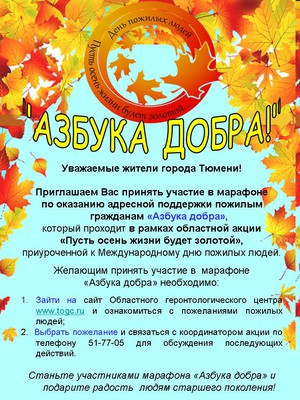 День пожилых людей
Пусть осень жизни будет золотой
"АЗБУКА ДОБРА!"
Уважаемые жители города Тюмени!
Приглашаем Вас принять участие в марафоне
по оказанию адресной поддержки пожилым
гражданам «Азбука добра»,
который проходит в рамках областной акции
«Пусть осень жизни будет золотой»,
приуроченной к Международному дню пожилых людей.
Желающим принять участие в марафоне
«Азбука добра» необходимо:
1. Зайти на сайт Областного геронтологического центра
www.togc.ru и ознакомиться с пожеланиями пожилых
людей;
2. Выбрать пожелание и связаться с координатором акции по
телефону 51-77-05 для обсуждения последующих
действий.
Станьте участниками марафона «Азбука добра» и
подарите радость людям старшего поколения!